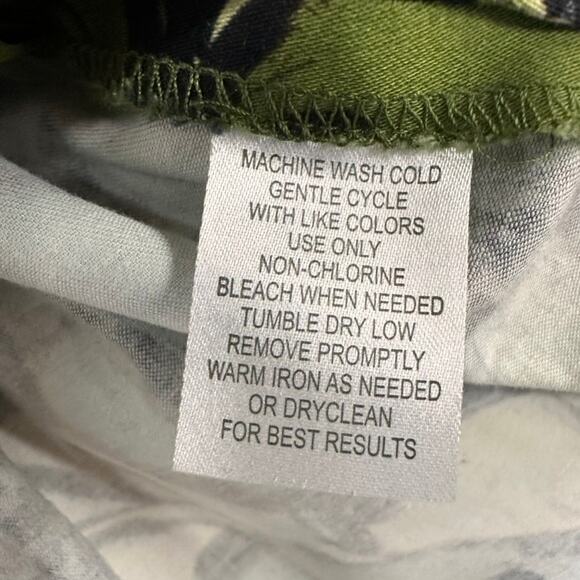 MACHINE WASH COLD
GENTLE CYCLE
WITH LIKE COLORS
USE ONLY
NON-CHLORINE
BLEACH WHEN NEEDED
TUMBLE DRY LOW
REMOVE PROMPTLY
WARM IRON AS NEEDED
OR DRYCLEAN
FOR BEST RESULTS